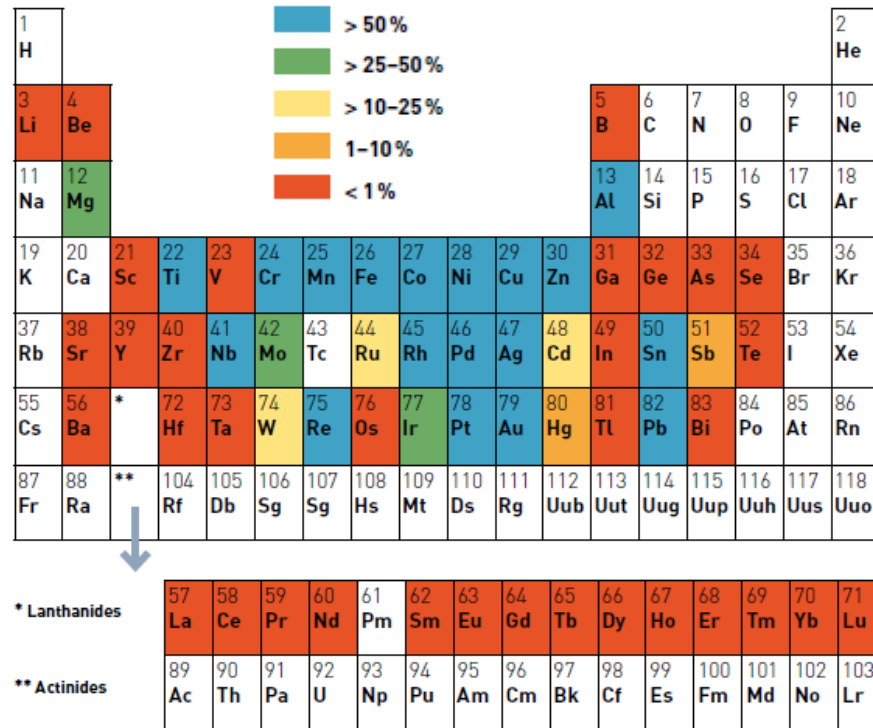 > 50 %
> 25–50 %
> 10–25 %
1–10 %
< 1 %
1 2
H He
3 4 5 6 7 8 9 10
Li Be B C N O F Ne
11 12 13 14 15 16 17 18
Na Mg Al Si P S Cl Ar
19 20 21 22 23 24 25 26 27 28 29 30 31 32 33 34 35 36
K Ca Sc Ti V Cr Mn Fe Co Ni Cu Zn Ga Ge As Se Br Kr
37 38 39 40 41 42 43 44 45 46 47 48 49 50 51 52 53 54
Rb Sr Y Zr Nb Mo Tc Ru Rh Pd Ag Cd In Sn Sb Te I Xe
55 56 * 72 73 74 75 76 77 78 79 80 81 82 83 84 85 86
Cs Ba Hf Ta W Re Os Ir Pt Au Hg Tl Pb Bi Po At Rn
87 88 ** 104 105 106 107 108 109 110 111 112 113 114 115 116 117 118
Fr Ra Rf Db Sg Sg Hs Mt Ds Rg Uub Uut Uug Uup Uuh Uus Uuo
* Lanthanides
57 58 59 60 61 62 63 64 65 66 67 68 69 70 71
La Ce Pr Nd Pm Sm Eu Gd Tb Dy Ho Er Tm Yb Lu
** Actinides
89 90 91 92 93 94 95 96 97 98 99 100 101 102 103
Ac Th Pa U Np Pu Am Cm Bk Cf Es Fm Md No Lr